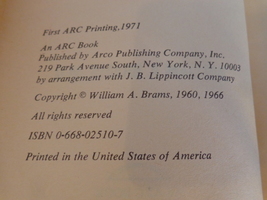 First ARC Printing, 1971
An ARC Book
Published by Arco Publishing Company, Inc.
219 Park Avenue South, New York, N. Y. 10003
by arrangement with J. B. Lippincott Company
Copyright © William A. Brams, 1960, 1966
All rights reserved
ISBN 0-668-02510-7
Printed in the United States of America